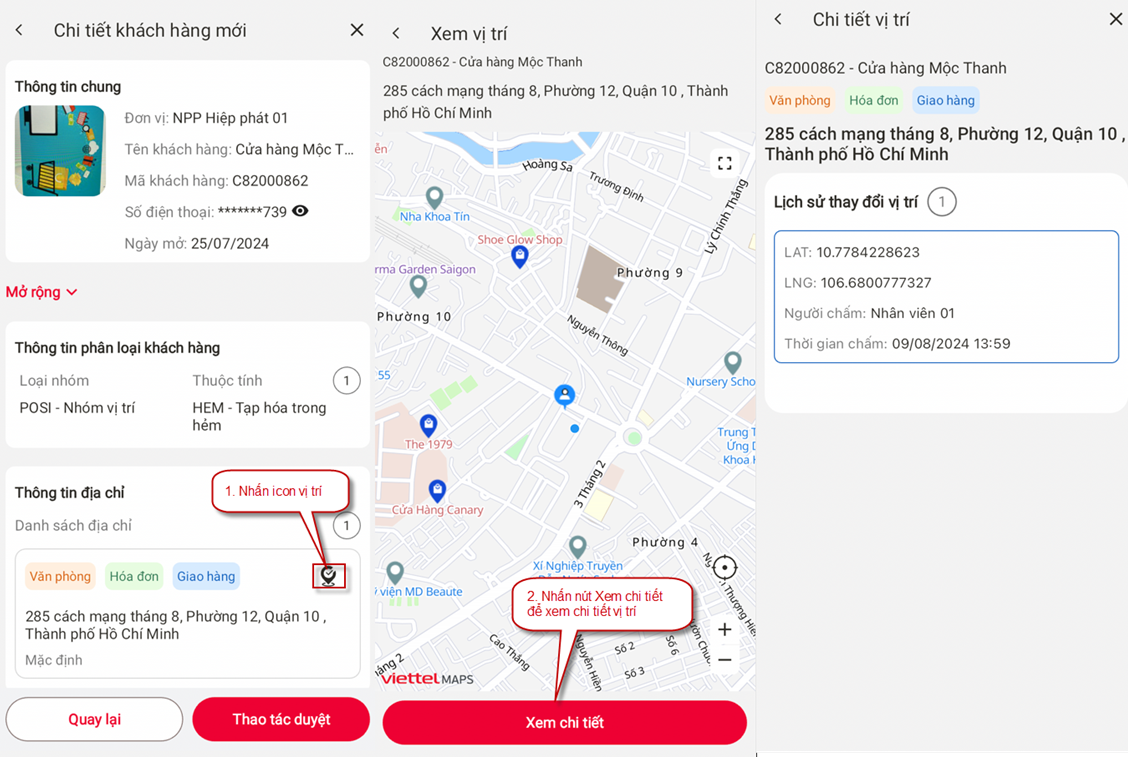 Chi tiết khách hàng mới
Thông tin chung
Đơn vị: NPP Hiệp phát 01
Tên khách hàng: Cửa hàng Mộc T...
Mã khách hàng: C82000862
Số điện thoại: *******739
Ngày mở: 25/07/2024
Mở rộng
Thông tin phân loại khách hàng
Loại nhóm
Thuộc tính
1
POSI - Nhóm vị trí
HEM - Tạp hóa trong
hẻm
Thông tin địa chỉ
1. Nhấn icon vị trí
Danh sách địa chỉ
1
Văn phòng
Hóa đơn
Giao hàng
285 cách mạng tháng 8, Phường 12, Quận 10 ,
Thành phố Hồ Chí Minh
Mặc định
Quay lại
Thao tác duyệt
Xem vị trí
C82000862 - Cửa hàng Mộc Thanh
285 cách mạng tháng 8, Phường 12, Quận 10 , Thành
phố Hồ Chí Minh
Hoàng Sa
Trương Định
Lý Chính Thắng
Nha Khoa Tín
Shoe Glow Shop
Phường 9
rma Garden Saigon
Phường 10
Nguyễn Thông
55
Nursery Scho
The 1979
Trung T
Ứng D
Khoa H
3 Tháng 2
Cửa Hàng Canary
Phường 4
Xí Nghiệp Truyền
viện MD Beaute
2. Nhấn nút Xem chi tiết
để xem chi tiết vị trí
Cao Thắng
Nguyễn Hiền
Số 2
Số 6
Số 3
háng 2
viettel MAPS
Xem chi tiết
Chi tiết vị trí
C82000862 - Cửa hàng Mộc Thanh
Văn phòng
Hóa đơn
Giao hàng
285 cách mạng tháng 8, Phường 12, Quận 10 ,
Thành phố Hồ Chí Minh
Lịch sử thay đổi vị trí
1
LAT: 10.7784228623
LNG: 106.6800777327
Người chấm: Nhân viên 01
Thời gian chấm: 09/08/2024 13:59